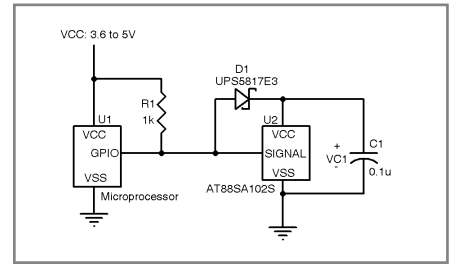 VCC: 3.6 to 5V
D1
UPS5817E3
R1
1k
U1
VCC
GPIO
VSS
Microprocessor
U2
VCC
SIGNAL
VSS
AT88SA102S
+
VC1
-
C1
0.1u